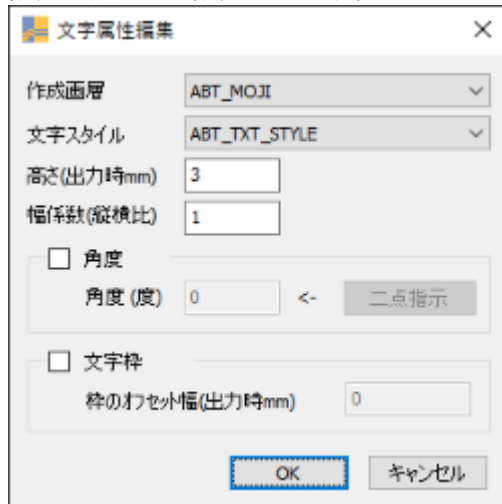 文字属性編集
作成画層 ABT_MOJI
文字スタイル ABT_TXT_STYLE
高さ(出力時mm) 3
幅係数(縦横比) 1
角度
角度 (度) 0 <- 二点指示
文字枠
枠のオフセット幅(出力時mm) 0
OK キャンセル